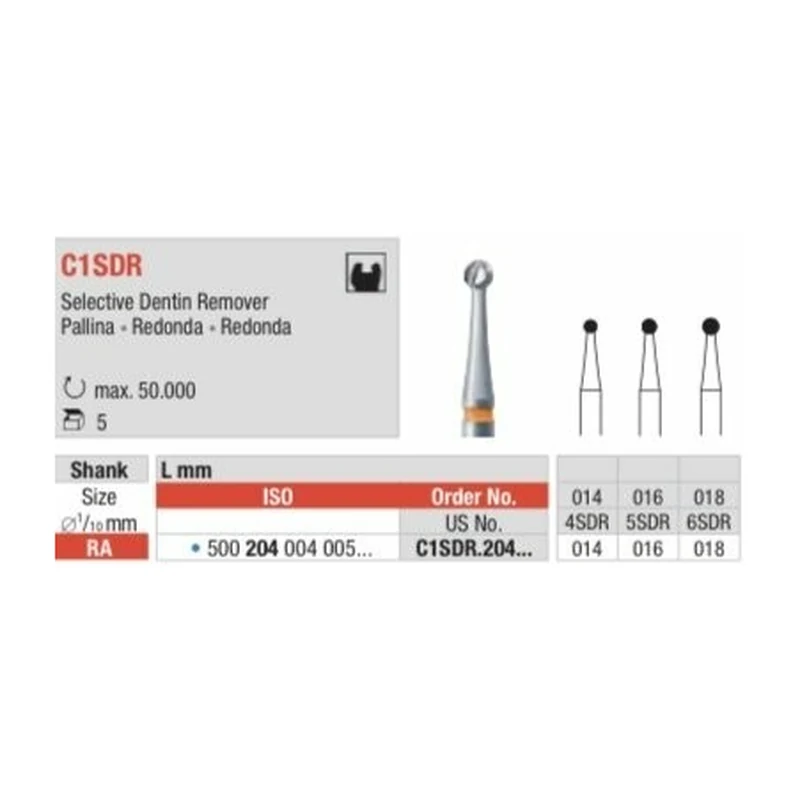 C1SDR
Selective Dentin Remover
Pallina • Redonda • Redonda
max. 50.000
5
Shank L mm
Size ISO Order No. 014 016 018
∅1/10 mm US No. 4SDR 5SDR 6SDR
RA • 500 204 004 005... C1SDR.204... 014 016 018